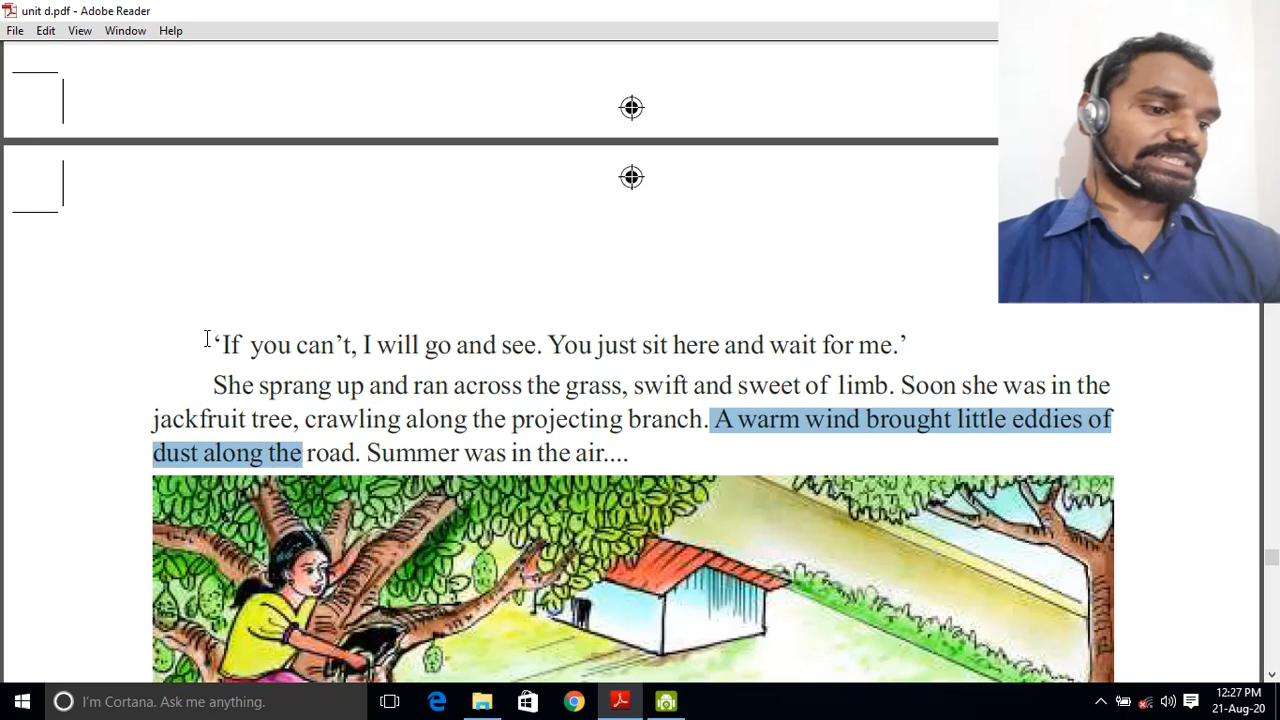 unit d.pdf - Adobe Reader
File Edit View Window Help
‘If you can’t, I will go and see. You just sit here and wait for me.’
She sprang up and ran across the grass, swift and sweet of limb. Soon she was in the
jackfruit tree, crawling along the projecting branch. A warm wind brought little eddies of
dust along the road. Summer was in the air....
I'm Cortana. Ask me anything.
12:27 PM
21-Aug-20